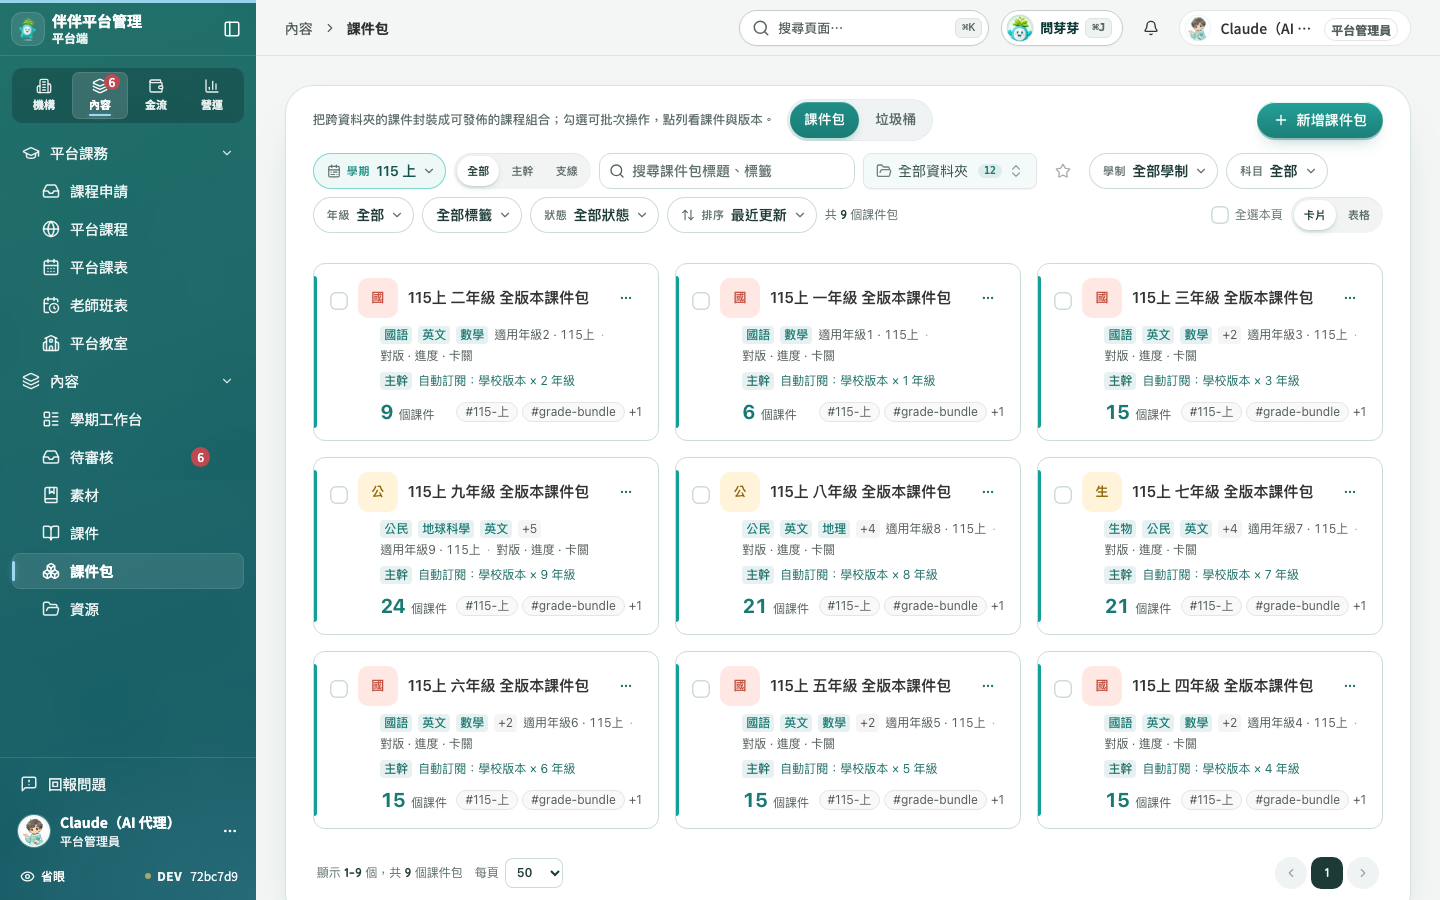 伴伴平台管理
平台端
機構
內容
6
金流
營運
平台課務
課程申請
平台課程
平台課表
老師班表
平台教室
內容
學期工作台
待審核
6
素材
課件
課件包
資源
回報問題
Claude（AI 代理）
平台管理員
省眼
DEV 72bc7d9
內容 > 課件包
搜尋頁面⋯ ⌘K
問芽芽 ⌘J
Claude（AI ⋯ 平台管理員
把跨資料夾的課件封裝成可發佈的課程組合；勾選可批次操作，點列看課件與版本。
課件包 垃圾桶
+ 新增課件包
學期 115 上
全部 主幹 支線
搜尋課件包標題、標籤
全部資料夾 12
學制 全部學制
科目 全部
年級 全部
全部標籤
狀態 全部狀態
排序 最近更新
共 9 個課件包
全選本頁
卡片 表格
國 115上 二年級 全版本課件包 ···
國語 英文 數學 適用年級2 · 115上 ·
對版 · 進度 · 卡關
主幹 自動訂閱：學校版本 × 2 年級
9 個課件 #115-上 #grade-bundle +1
國 115上 一年級 全版本課件包 ···
國語 數學 適用年級1 · 115上 ·
對版 · 進度 · 卡關
主幹 自動訂閱：學校版本 × 1 年級
6 個課件 #115-上 #grade-bundle +1
國 115上 三年級 全版本課件包 ···
國語 英文 數學 +2 適用年級3 · 115上 ·
對版 · 進度 · 卡關
主幹 自動訂閱：學校版本 × 3 年級
15 個課件 #115-上 #grade-bundle +1
公 115上 九年級 全版本課件包 ···
公民 地球科學 英文 +5
適用年級9 · 115上 · 對版 · 進度 · 卡關
主幹 自動訂閱：學校版本 × 9 年級
24 個課件 #115-上 #grade-bundle +1
公 115上 八年級 全版本課件包 ···
公民 英文 地理 +4 適用年級8 · 115上 ·
對版 · 進度 · 卡關
主幹 自動訂閱：學校版本 × 8 年級
21 個課件 #115-上 #grade-bundle +1
生 115上 七年級 全版本課件包 ···
生物 公民 英文 +4 適用年級7 · 115上 ·
對版 · 進度 · 卡關
主幹 自動訂閱：學校版本 × 7 年級
21 個課件 #115-上 #grade-bundle +1
國 115上 六年級 全版本課件包 ···
國語 英文 數學 +2 適用年級6 · 115上 ·
對版 · 進度 · 卡關
主幹 自動訂閱：學校版本 × 6 年級
15 個課件 #115-上 #grade-bundle +1
國 115上 五年級 全版本課件包 ···
國語 英文 數學 +2 適用年級5 · 115上 ·
對版 · 進度 · 卡關
主幹 自動訂閱：學校版本 × 5 年級
15 個課件 #115-上 #grade-bundle +1
國 115上 四年級 全版本課件包 ···
國語 英文 數學 +2 適用年級4 · 115上 ·
對版 · 進度 · 卡關
主幹 自動訂閱：學校版本 × 4 年級
15 個課件 #115-上 #grade-bundle +1
顯示 1-9 個，共 9 個課件包 每頁 50
1